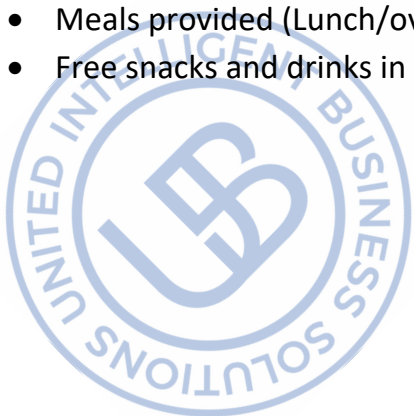 • Meals provided (Lunch/ov
• Free snacks and drinks in
UNITED INTELLIGENT BUSINESS SOLUTIONS